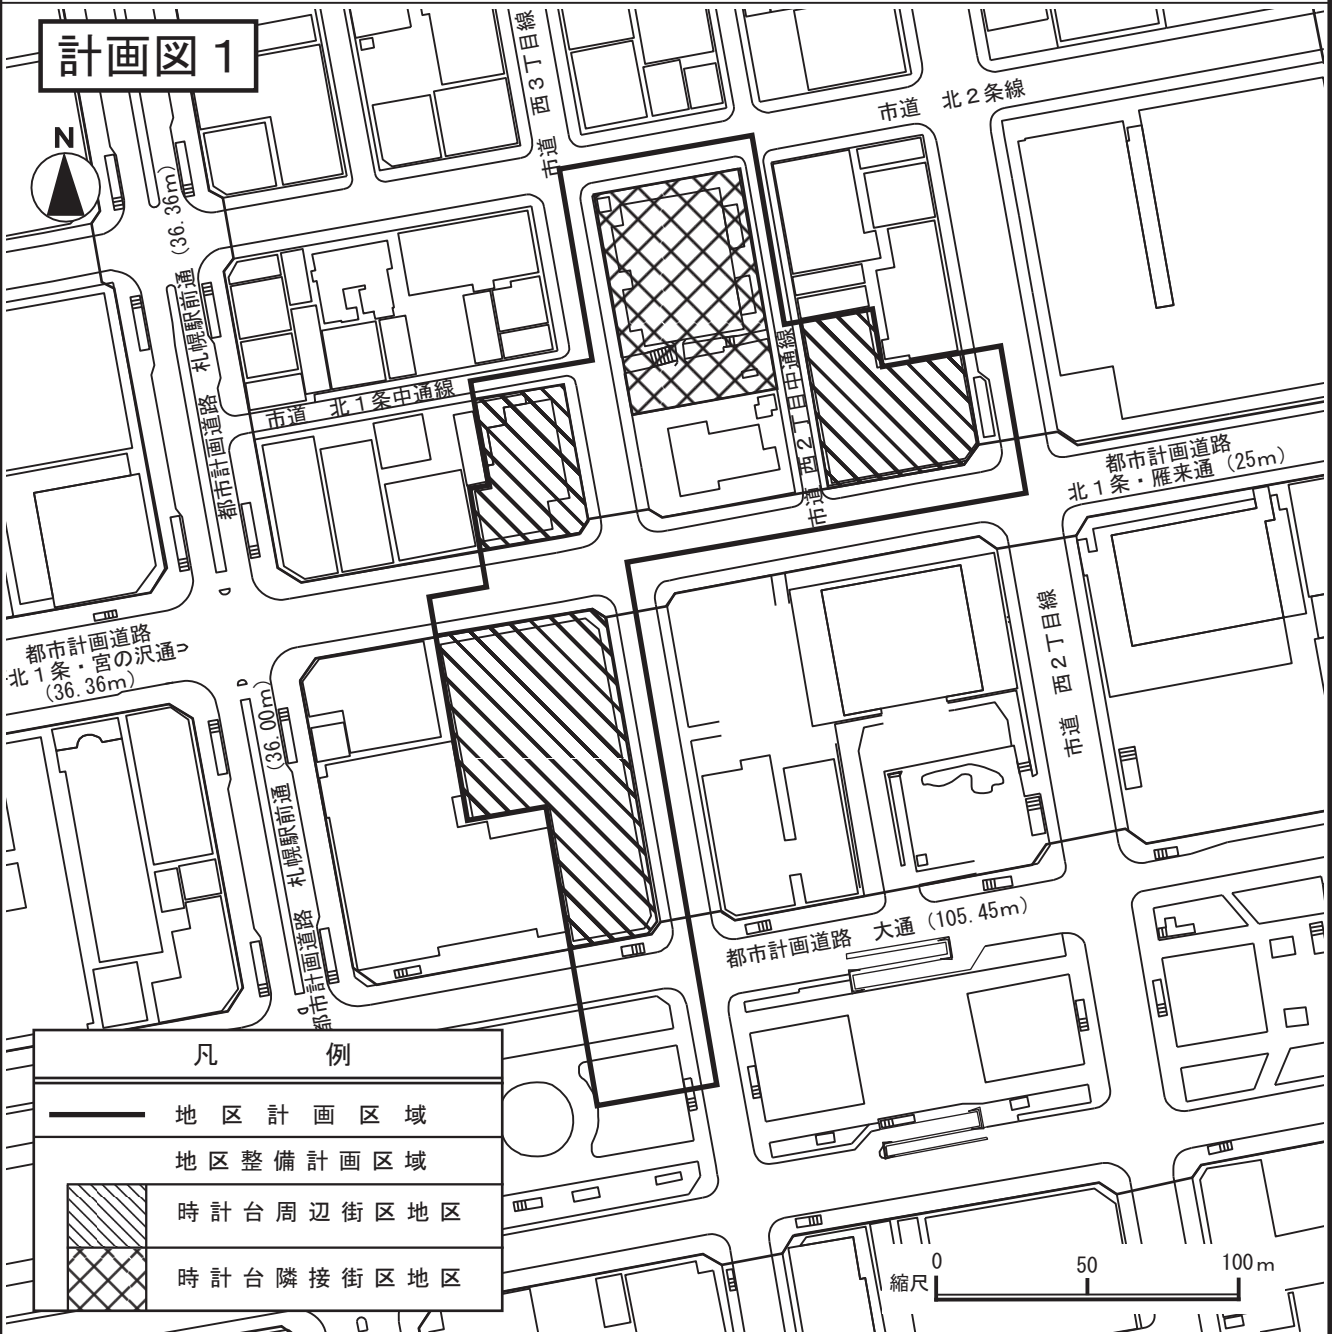 計画図１
N
市道　西３丁目線
市道　北２条線
都市計画道路　札幌駅前通（36.36m）
市道　北１条中通線
市道　西２丁目中通線
都市計画道路
北１条・雁来通（25m）
都市計画道路
北１条・宮の沢通
（36.36m）
市道　西２丁目線
都市計画道路　札幌駅前通（36.00m）
都市計画道路　大通（105.45m）
凡　例
地区計画区域
地区整備計画区域
時計台周辺街区地区
時計台隣接街区地区
縮尺
0　50　100m